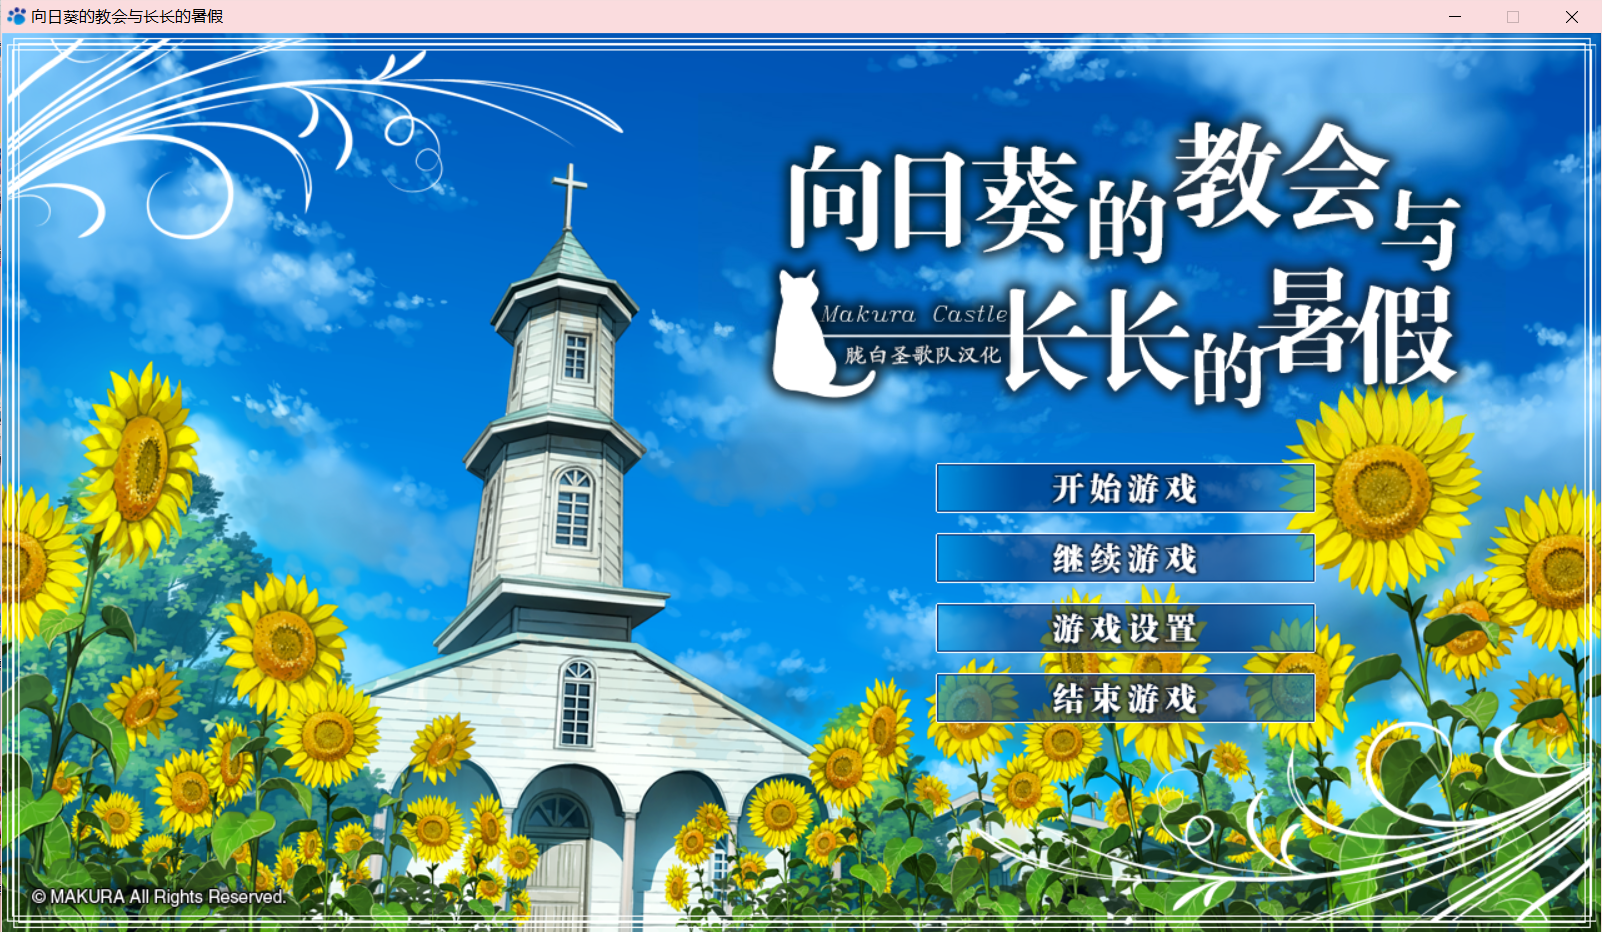 向日葵的教会与长长的暑假
向日葵的教会与
长长的暑假
Makura Castle
胧白圣歌队汉化
开始游戏
继续游戏
游戏设置
结束游戏
© MAKURA All Rights Reserved.